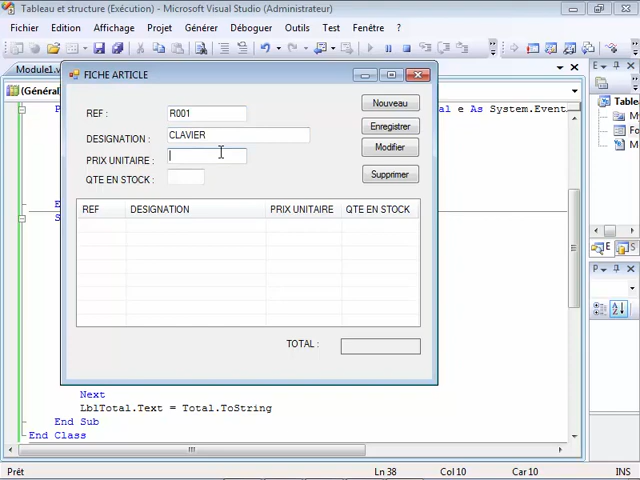 Tableau et structure (Exécution) - Microsoft Visual Studio (Administrateur)
Fichier Edition Affichage Projet Générer Déboguer Outils Test Fenêtre ?
Module1.v
FICHE ARTICLE
(Général)
al e As System.Event
REF : R001
DESIGNATION : CLAVIER
PRIX UNITAIRE :
QTE EN STOCK :
Nouveau
Enregistrer
Modifier
Supprimer
REF DESIGNATION PRIX UNITAIRE QTE EN STOCK
TOTAL :
Next
LblTotal.Text = Total.ToString
End Sub
End Class
Prêt Ln 38 Col 10 Car 10 INS